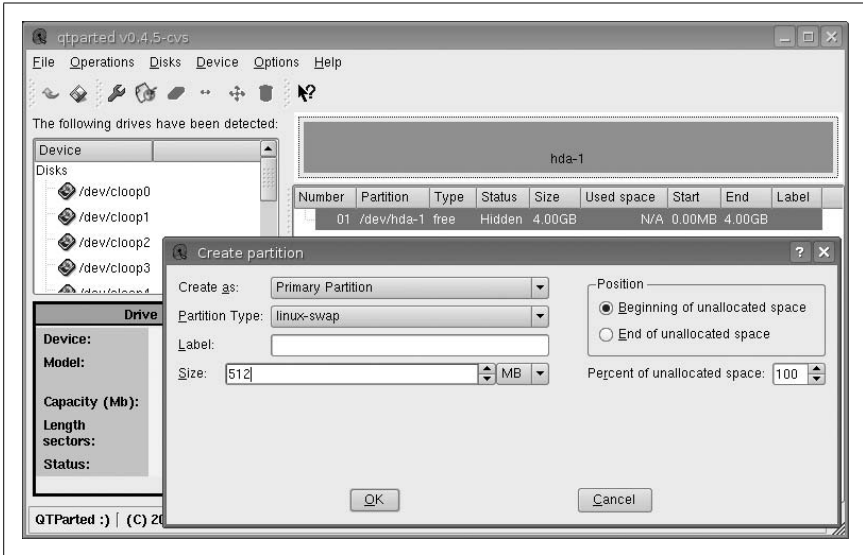 qtparted v0.4.5-cvs
File Operations Disks Device Options Help
The following drives have been detected:
Device
Disks
/dev/cloop0
/dev/cloop1
/dev/cloop2
/dev/cloop3
hda-1
Number Partition Type Status Size Used space Start End Label
01 /dev/hda-1 free Hidden 4.00GB N/A 0.00MB 4.00GB
Drive
Device:
Model:
Capacity (Mb):
Length
sectors:
Status:
Create partition
Create as: Primary Partition
Partition Type: linux-swap
Label:
Size: 512 MB
Position
Beginning of unallocated space
End of unallocated space
Percent of unallocated space: 100
OK Cancel
QTParted :) (C)